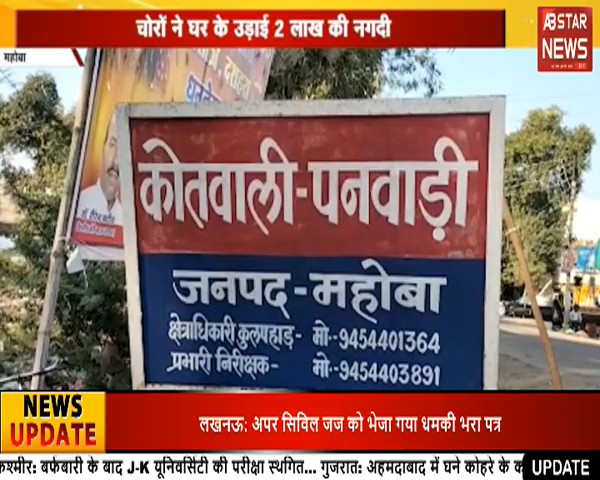 चोरों ने घर के उड़ाई 2 लाख की नगदी
AB STAR
NEWS
महोबा
कोतवाली-पनवाड़ी
जनपद-महोबा
क्षेत्राधिकारी कुलपहाड़- मो.-9454401364
प्रभारी निरीक्षक- मो.-9454403891
NEWS
UPDATE
लखनऊ: अपर सिविल जज को भेजा गया धमकी भरा पत्र
कश्मीर: बर्फबारी के बाद J-K यूनिवर्सिटी की परीक्षा स्थगित... गुजरात: अहमदाबाद में घने कोहरे के
UPDATE